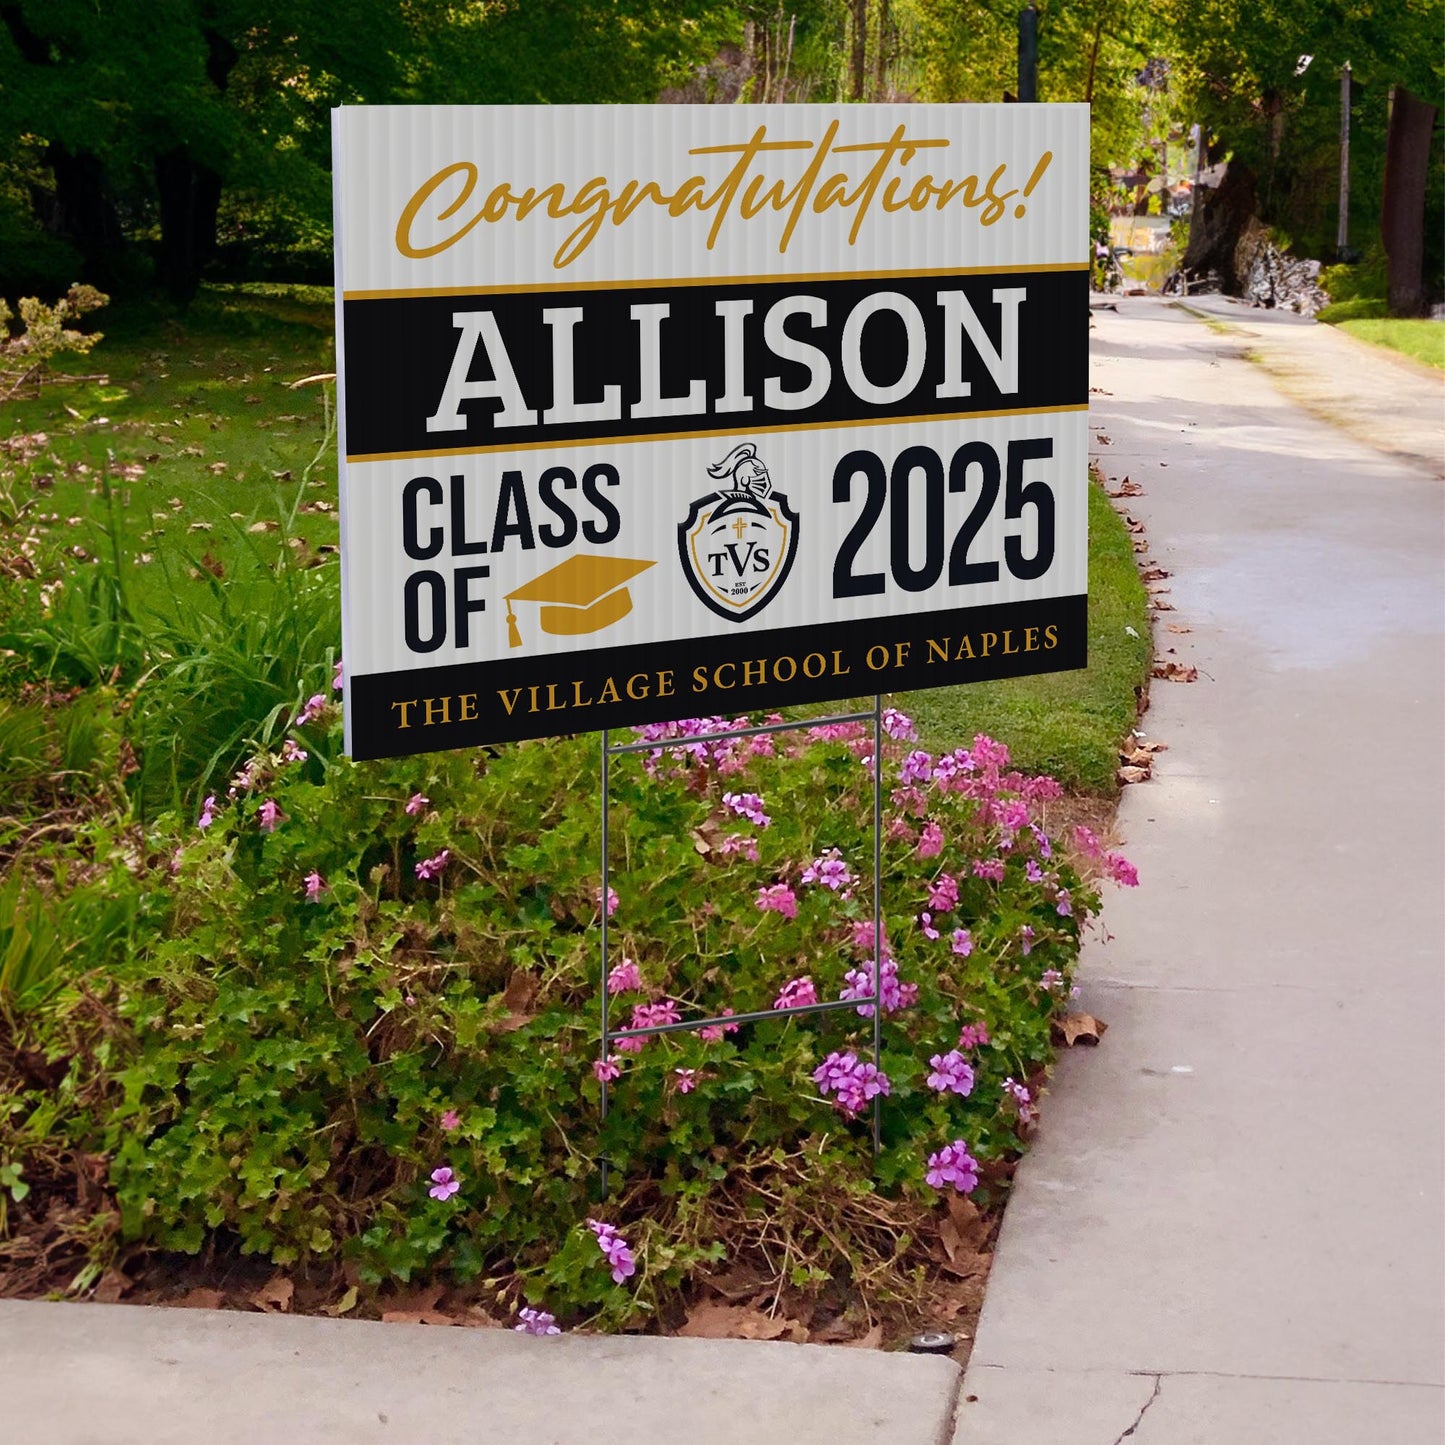 Congratulations!
ALLISON
CLASS
OF
TVS
EST
2000
2025
THE VILLAGE SCHOOL OF NAPLES